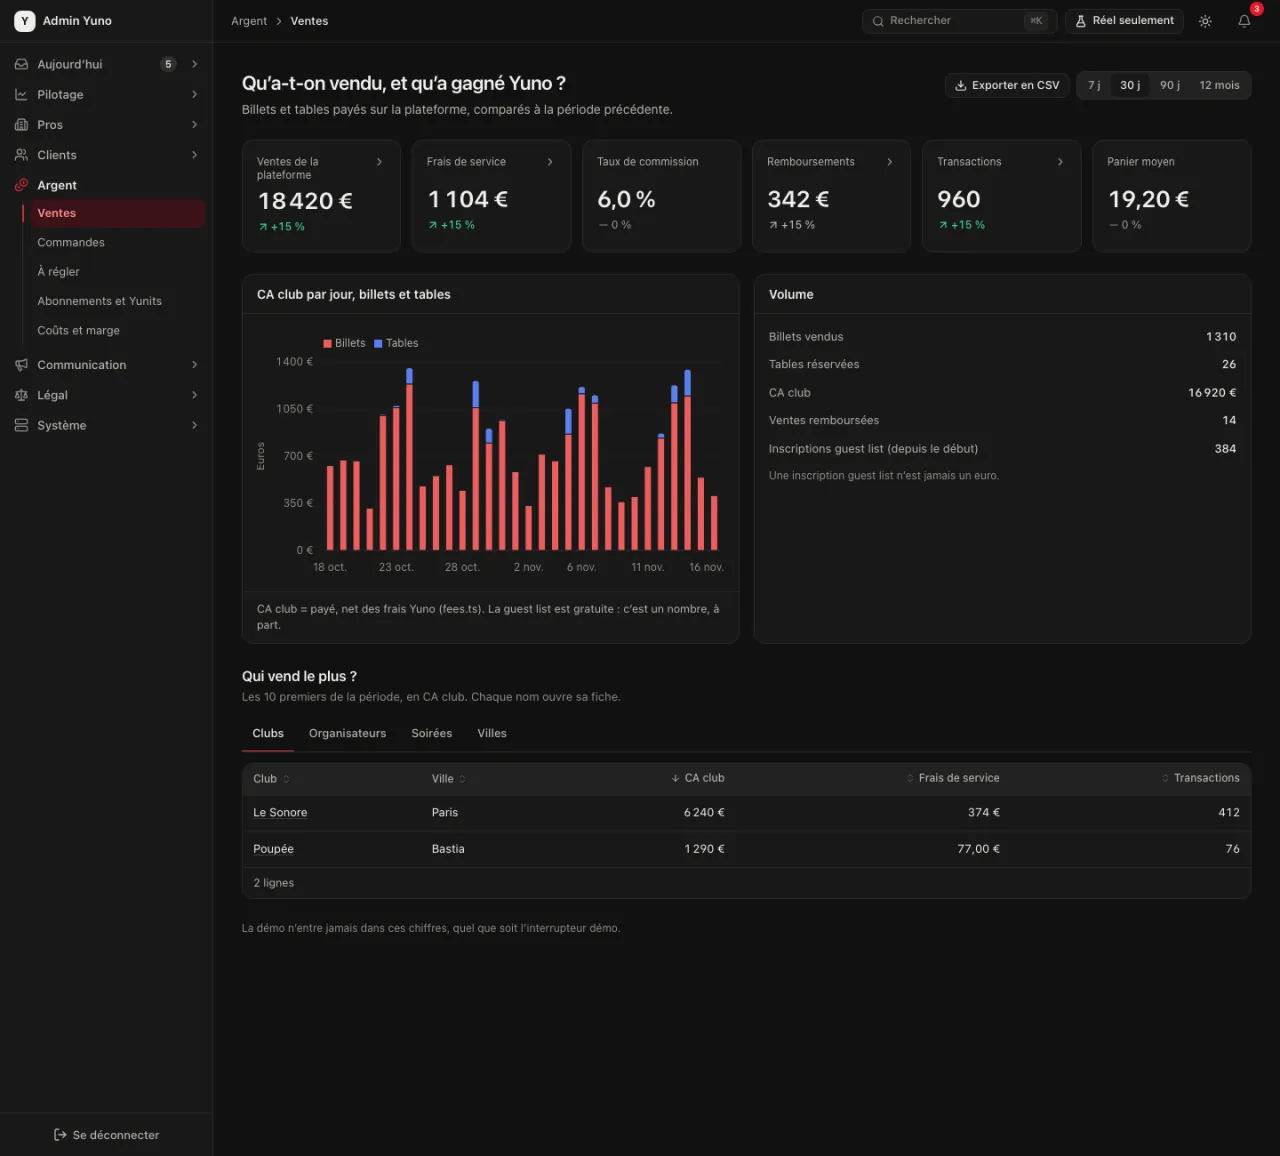 Y Admin Yuno
Argent > Ventes
Rechercher ⌘K
Réel seulement
3
Aujourd'hui 5
Pilotage
Pros
Clients
Argent
Ventes
Commandes
À régler
Abonnements et Yunits
Coûts et marge
Communication
Légal
Système
Se déconnecter
Qu'a-t-on vendu, et qu'a gagné Yuno ?
Billets et tables payés sur la plateforme, comparés à la période précédente.
Exporter en CSV
7 j 30 j 90 j 12 mois
Ventes de la
plateforme
18 420 €
↗ +15 %
Frais de service
1 104 €
↗ +15 %
Taux de commission
6,0 %
— 0 %
Remboursements
342 €
↗ +15 %
Transactions
960
↗ +15 %
Panier moyen
19,20 €
— 0 %
CA club par jour, billets et tables
Billets Tables
1400 €
1050 €
700 €
350 €
0 €
Euros
18 oct. 23 oct. 28 oct. 2 nov. 6 nov. 11 nov. 16 nov.
CA club = payé, net des frais Yuno (fees.ts). La guest list est gratuite : c'est un nombre, à
part.
Volume
Billets vendus 1 310
Tables réservées 26
CA club 16 920 €
Ventes remboursées 14
Inscriptions guest list (depuis le début) 384
Une inscription guest list n'est jamais un euro.
Qui vend le plus ?
Les 10 premiers de la période, en CA club. Chaque nom ouvre sa fiche.
Clubs Organisateurs Soirées Villes
Club Ville ↓ CA club Frais de service Transactions
Le Sonore Paris 6 240 € 374 € 412
Poupée Bastia 1 290 € 77,00 € 76
2 lignes
La démo n'entre jamais dans ces chiffres, quel que soit l'interrupteur démo.